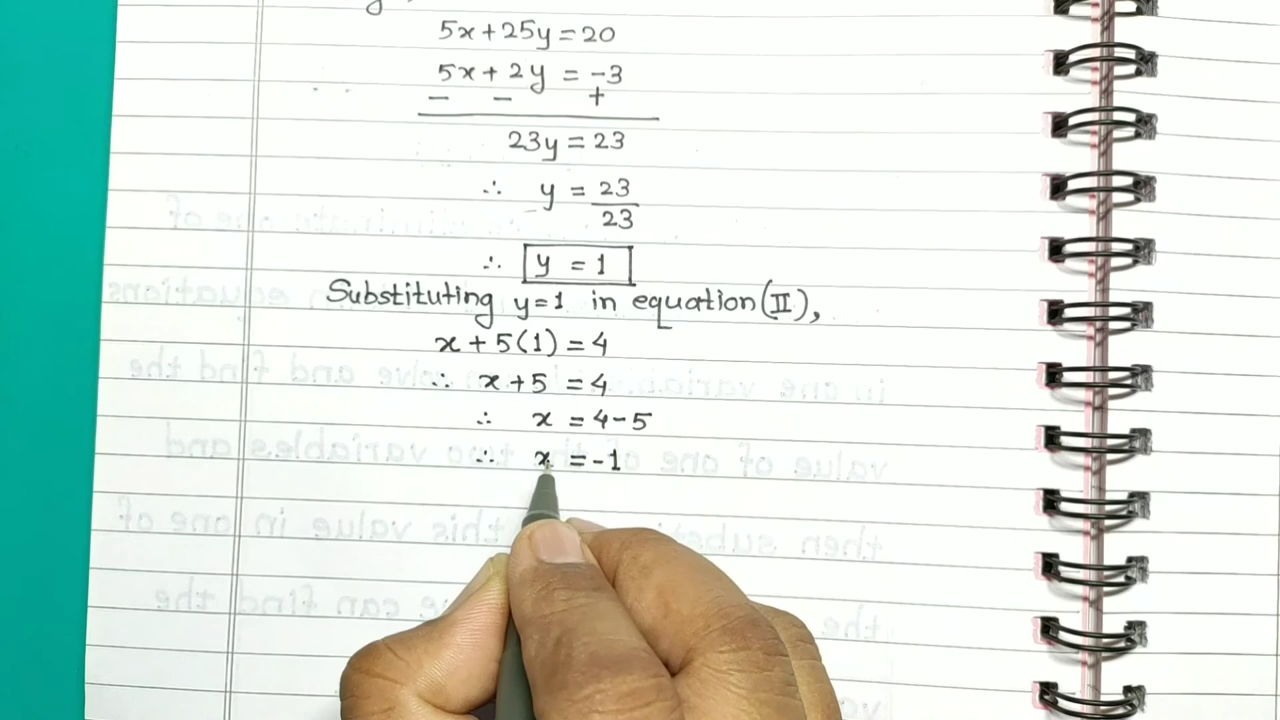 5x+25y=20
5x+2y = -3
- - +
23y = 23
∴ y = 23/23
∴ y = 1
Substituting y=1 in equation (II),
x+5(1) = 4
∴ x+5 = 4
∴ x = 4-5
∴ x = -1